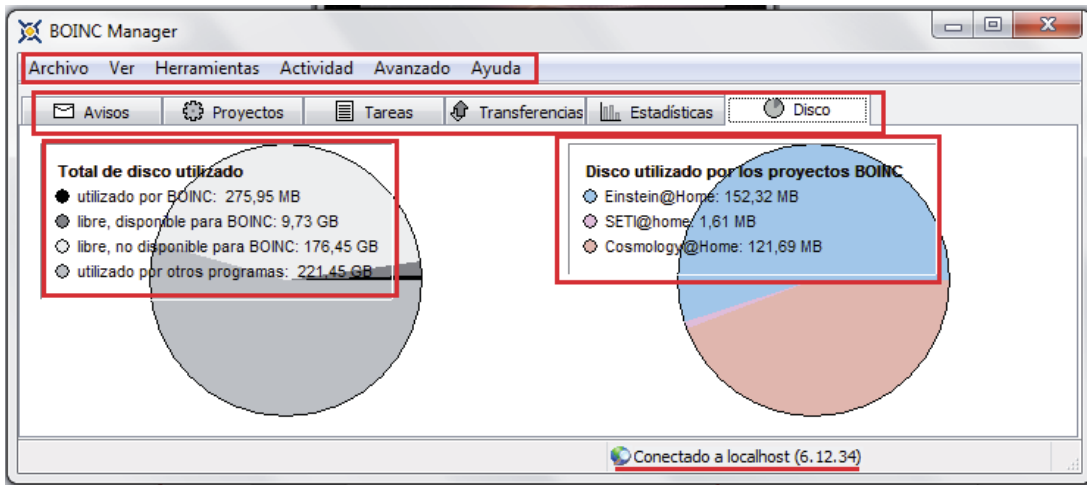 BOINC Manager
Archivo Ver Herramientas Actividad Avanzado Ayuda
Avisos Proyectos Tareas Transferencias Estadísticas Disco
Total de disco utilizado
utilizado por BOINC: 275,95 MB
libre, disponible para BOINC: 9,73 GB
libre, no disponible para BOINC: 176,45 GB
utilizado por otros programas: 221,45 GB
Disco utilizado por los proyectos BOINC
Einstein@Home: 152,32 MB
SETI@home: 1,61 MB
Cosmology@Home: 121,69 MB
Conectado a localhost (6.12.34)